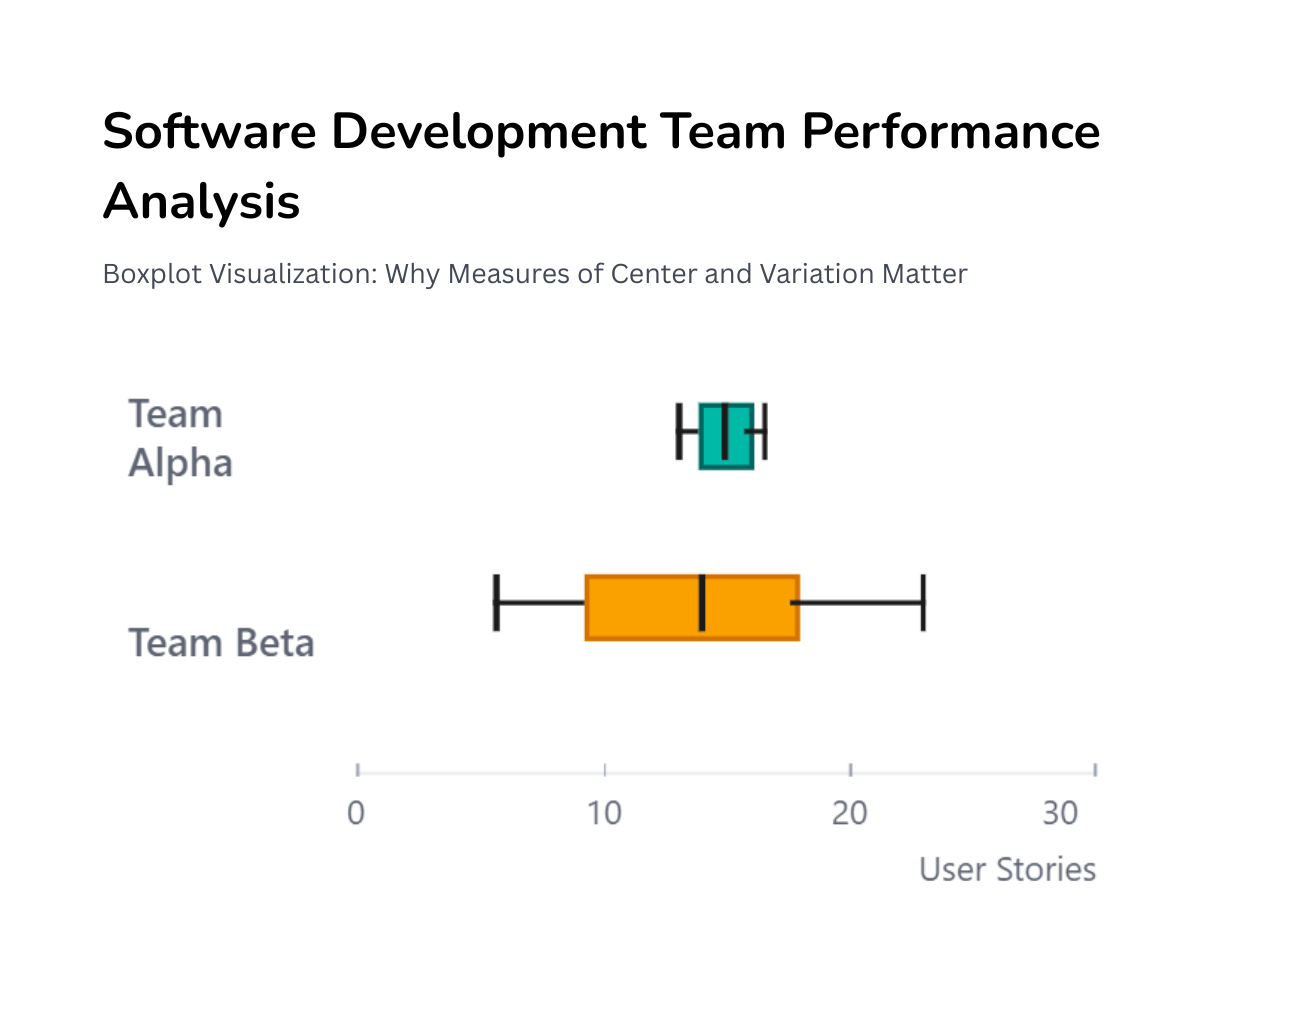 Software Development Team Performance
Analysis
Boxplot Visualization: Why Measures of Center and Variation Matter
Team
Alpha
Team Beta
0 10 20 30
User Stories